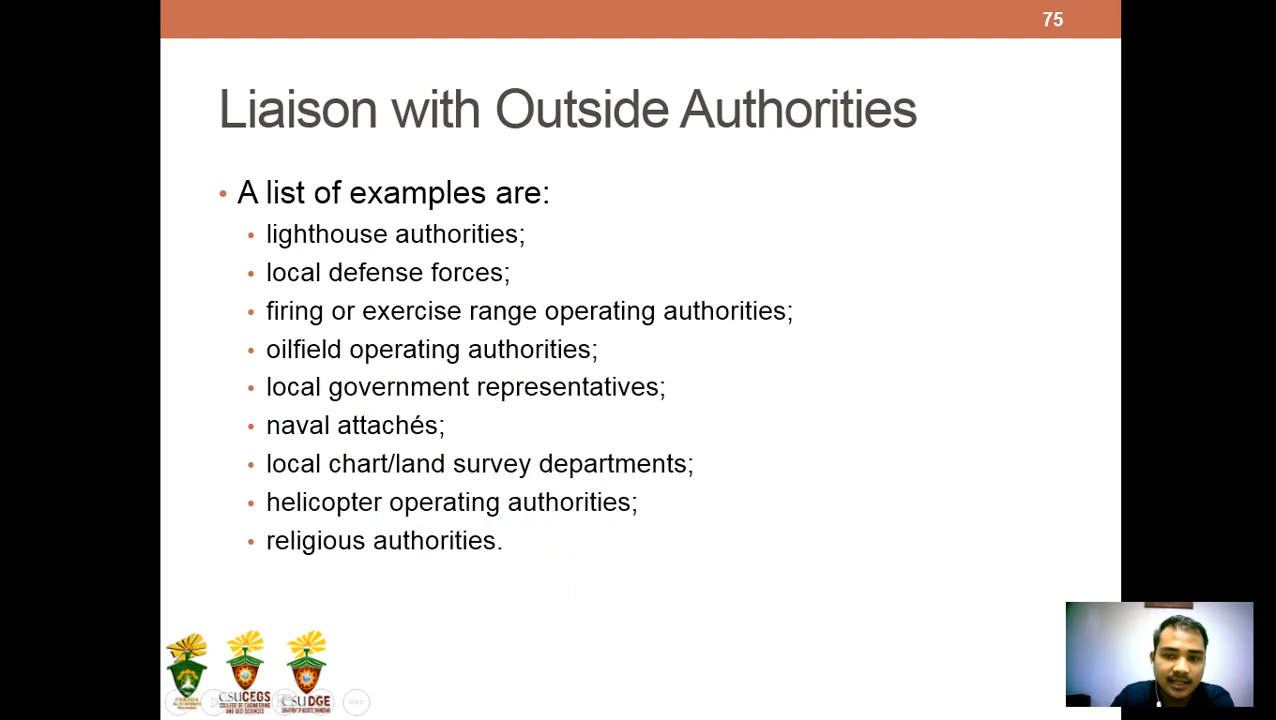 75
Liaison with Outside Authorities
• A list of examples are:
• lighthouse authorities;
• local defense forces;
• firing or exercise range operating authorities;
• oilfield operating authorities;
• local government representatives;
• naval attachés;
• local chart/land survey departments;
• helicopter operating authorities;
• religious authorities.
CSUCEGS
CSUDGE